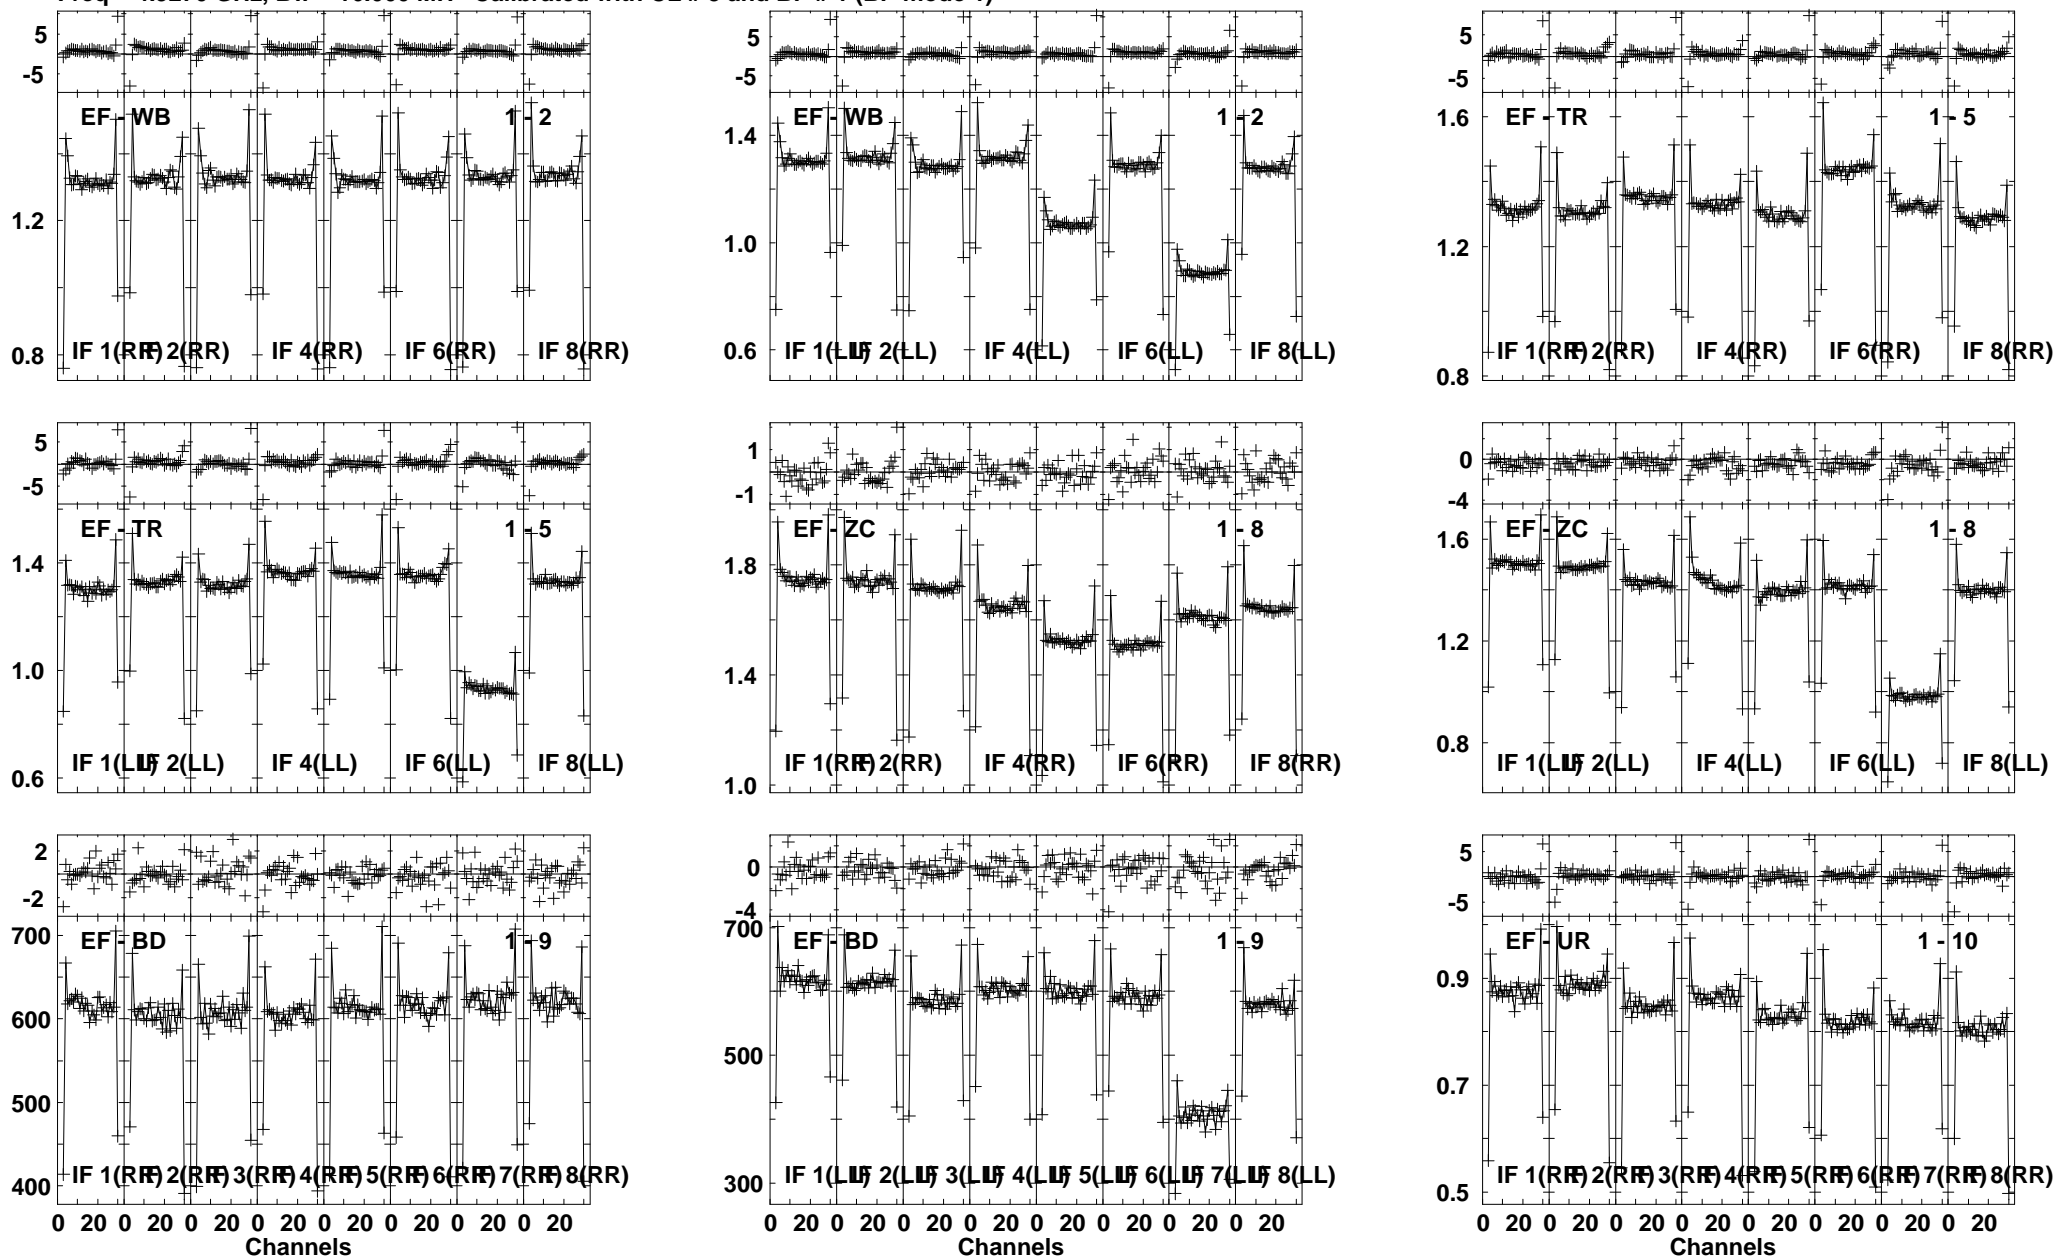 5
-5
EF - WB
1 - 2
1.2
0.8
IF 1(RR)
IF 2(RR)
IF 4(RR)
IF 6(RR)
IF 8(RR)
5
-5
EF - WB
1 - 2
1.4
1.0
0.6
IF 1(LL)
IF 2(LL)
IF 4(LL)
IF 6(LL)
IF 8(LL)
5
-5
EF - TR
1 - 5
1.6
1.2
0.8
IF 1(RR)
IF 2(RR)
IF 4(RR)
IF 6(RR)
IF 8(RR)
5
-5
EF - TR
1 - 5
1.4
1.0
0.6
IF 1(LL)
IF 2(LL)
IF 4(LL)
IF 6(LL)
IF 8(LL)
1
-1
EF - ZC
1 - 8
1.8
1.4
1.0
IF 1(RR)
IF 2(RR)
IF 4(RR)
IF 6(RR)
IF 8(RR)
0
-4
EF - ZC
1 - 8
1.6
1.2
0.8
IF 1(LL)
IF 2(LL)
IF 4(LL)
IF 6(LL)
IF 8(LL)
2
-2
EF - BD
1 - 9
700
600
500
400
IF 1(RR)
IF 2(RR)
IF 3(RR)
IF 4(RR)
IF 5(RR)
IF 6(RR)
IF 7(RR)
IF 8(RR)
0 20 0 20 0 20 0 20 0 20 0 20 0 20 0 20
Channels
0
-4
EF - BD
1 - 9
700
500
300
IF 1(LL)
IF 2(LL)
IF 3(LL)
IF 4(LL)
IF 5(LL)
IF 6(LL)
IF 7(LL)
IF 8(LL)
0 20 0 20 0 20 0 20 0 20 0 20 0 20 0 20
Channels
5
-5
EF - UR
1 - 10
0.9
0.7
0.5
IF 1(RR)
IF 2(RR)
IF 3(RR)
IF 4(RR)
IF 5(RR)
IF 6(RR)
IF 7(RR)
IF 8(RR)
0 20 0 20 0 20 0 20 0 20 0 20 0 20 0 20
Channels